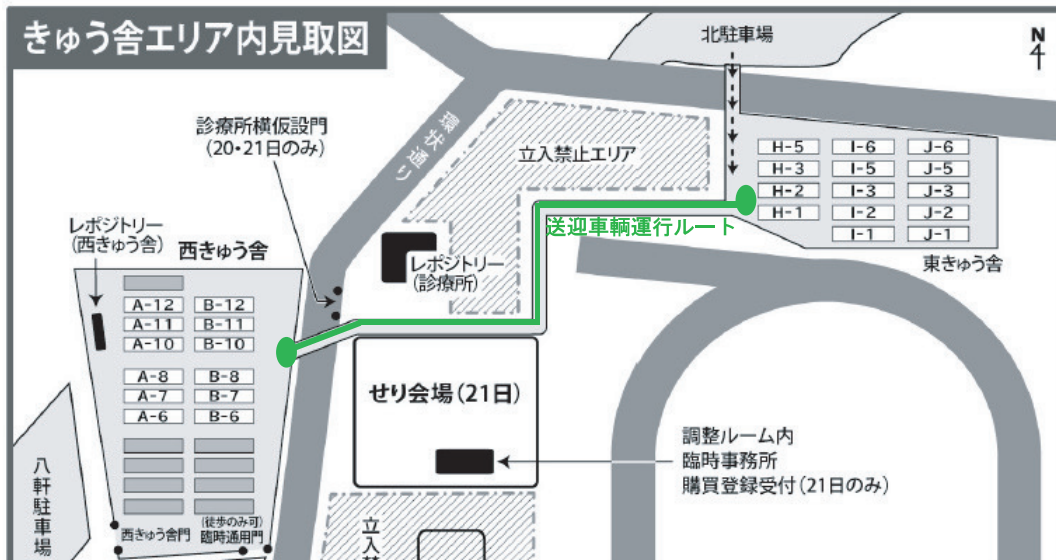 きゅう舎エリア内見取図
北駐車場
N
4
診療所横仮設門
(20・21日のみ)
環状通り
立入禁止エリア
H-5
I-6
J-6
H-3
I-5
J-5
H-2
I-3
J-3
H-1
I-2
J-2
I-1
J-1
送迎車輌運行ルート
東きゅう舎
レポジトリー
(西きゅう舎)
西きゅう舎
レポジトリー
(診療所)
A-12
B-12
A-11
B-11
A-10
B-10
A-8
B-8
A-7
B-7
A-6
B-6
せり会場(21日)
調整ルーム内
臨時事務所
購買登録受付(21日のみ)
八軒駐車場
西きゅう舎門
(徒歩のみ可)
臨時通用門
立入